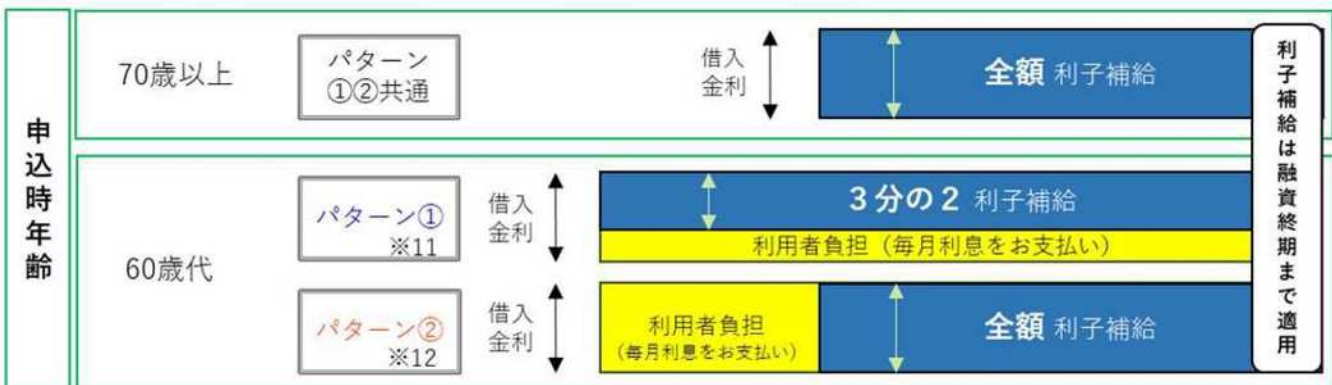 申込時年齢
70歳以上
パターン
①②共通
借入
金利
全額 利子補給
60歳代
パターン①
※11
借入
金利
3分の2 利子補給
利用者負担（毎月利息をお支払い）
パターン②
※12
借入
金利
利用者負担
（毎月利息をお支払い）
全額 利子補給
利子補給は融資終期まで適用